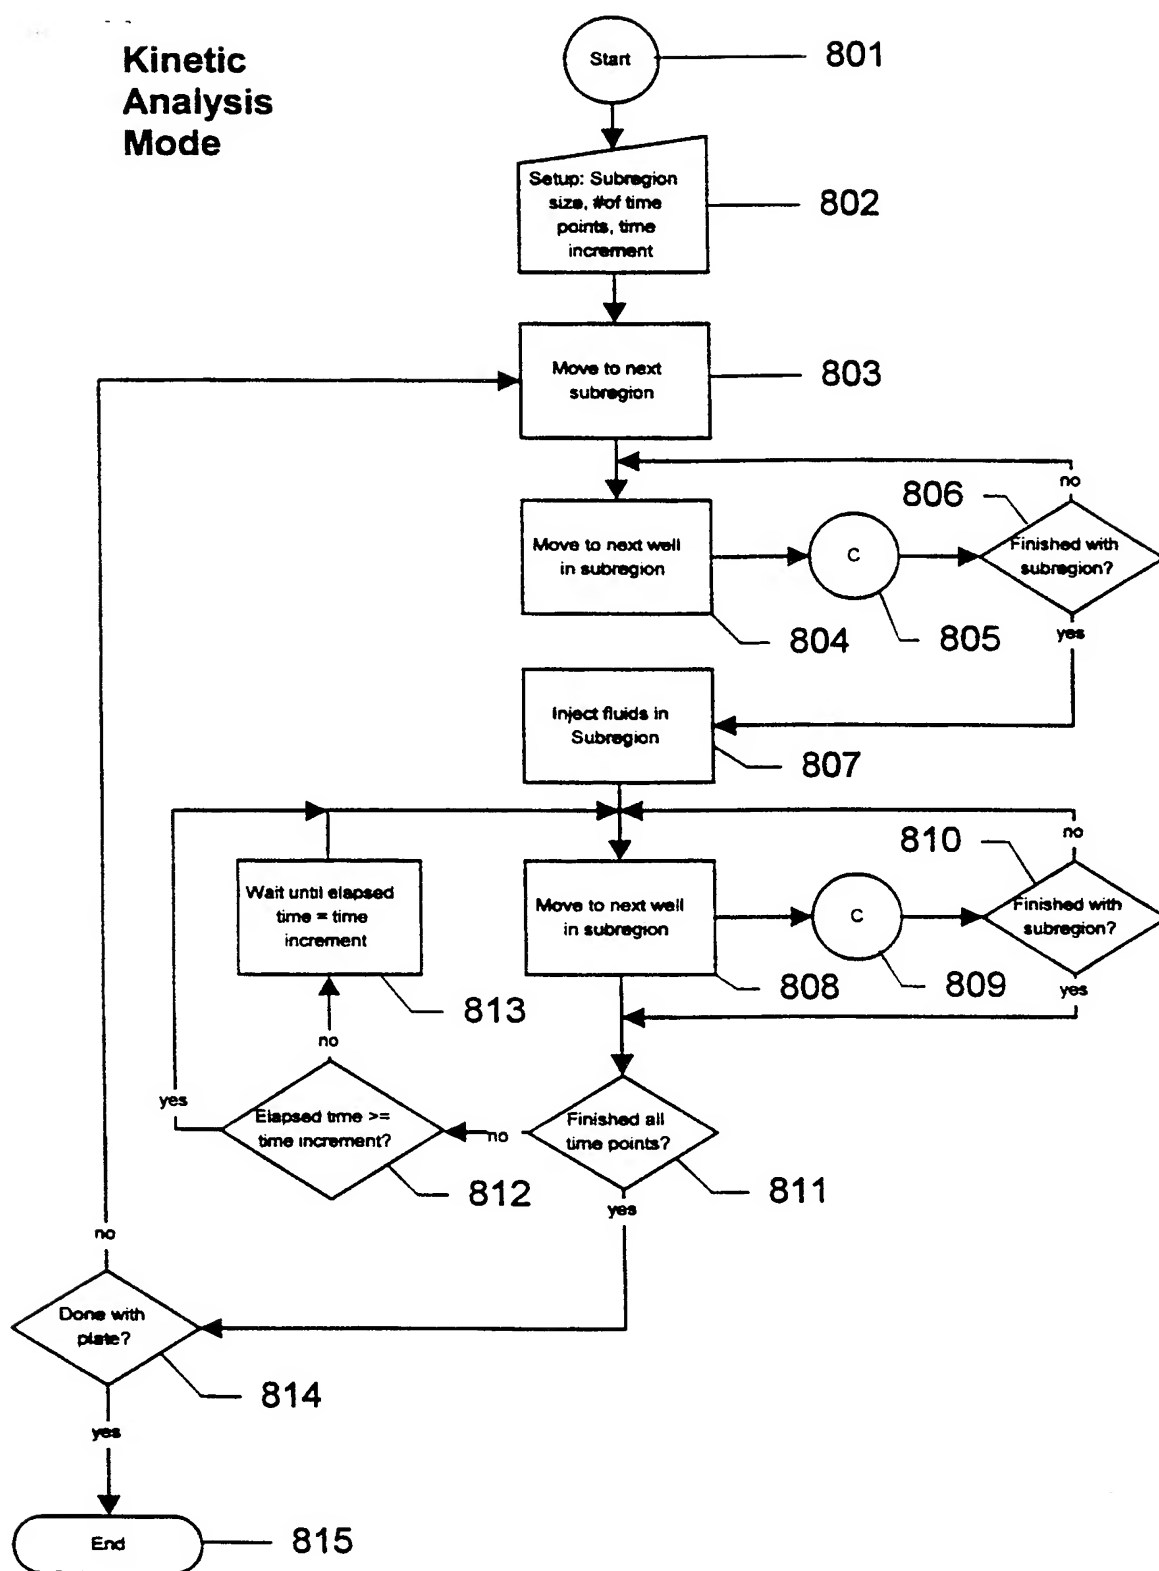 Kinetic
Analysis
Mode
Start
801
Setup: Subregion
size, #of time
points, time
increment
802
Move to next
subregion
803
no
806
Move to next well
in subregion
C
Finished with
subregion?
804
805
yes
Inject fluids in
Subregion
807
no
810
Wait until elapsed
time = time
increment
Move to next well
in subregion
C
Finished with
subregion?
813
808
809
yes
no
yes
Elapsed time >=
time increment?
no
Finished all
time points?
812
811
yes
no
Done with
plate?
814
yes
End
815